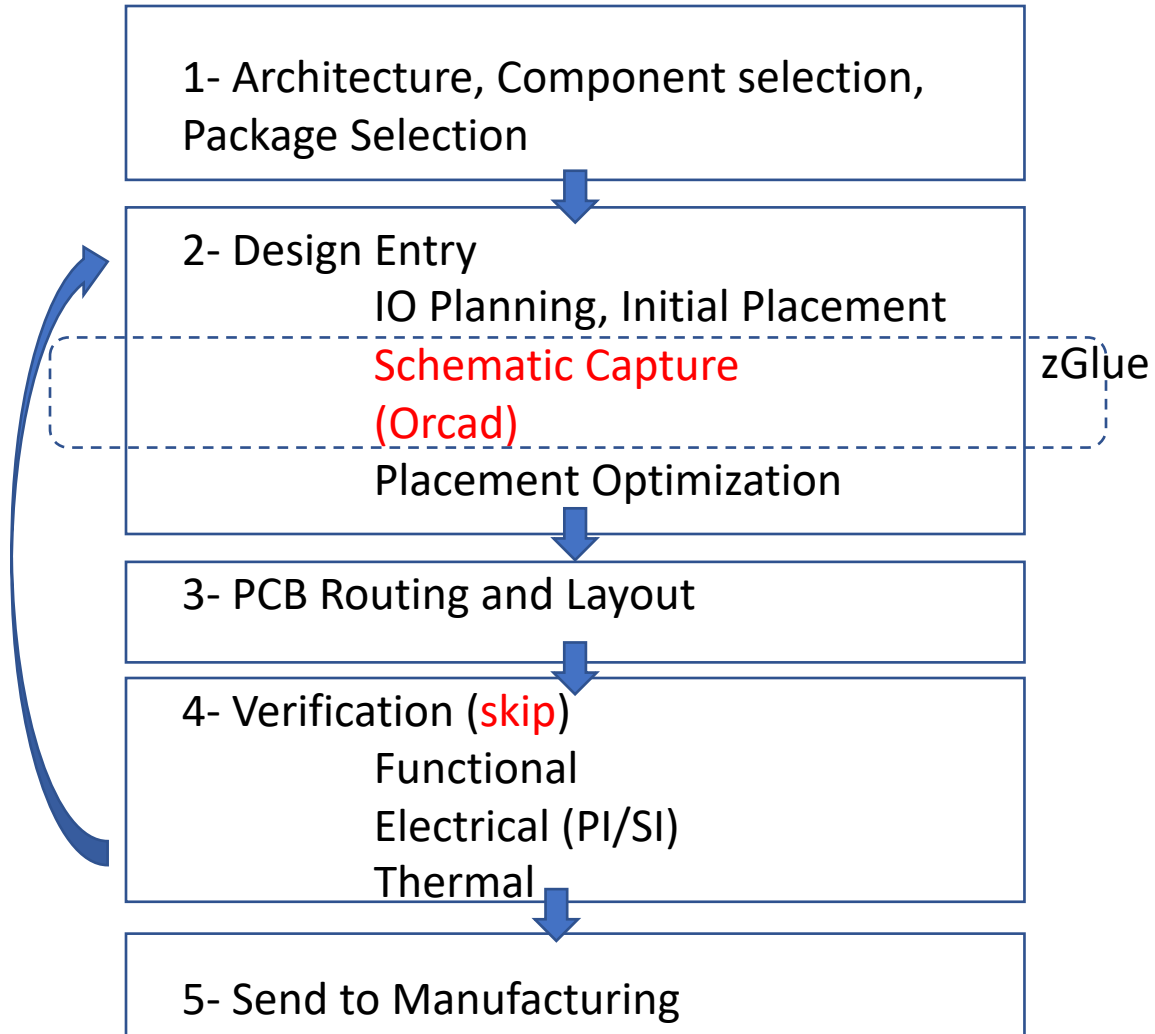 1- Architecture, Component selection,
Package Selection
2- Design Entry
IO Planning, Initial Placement
Schematic Capture
zGlue
(Orcad)
Placement Optimization
3- PCB Routing and Layout
4- Verification (skip)
Functional
Electrical (PI/SI)
Thermal
5- Send to Manufacturing